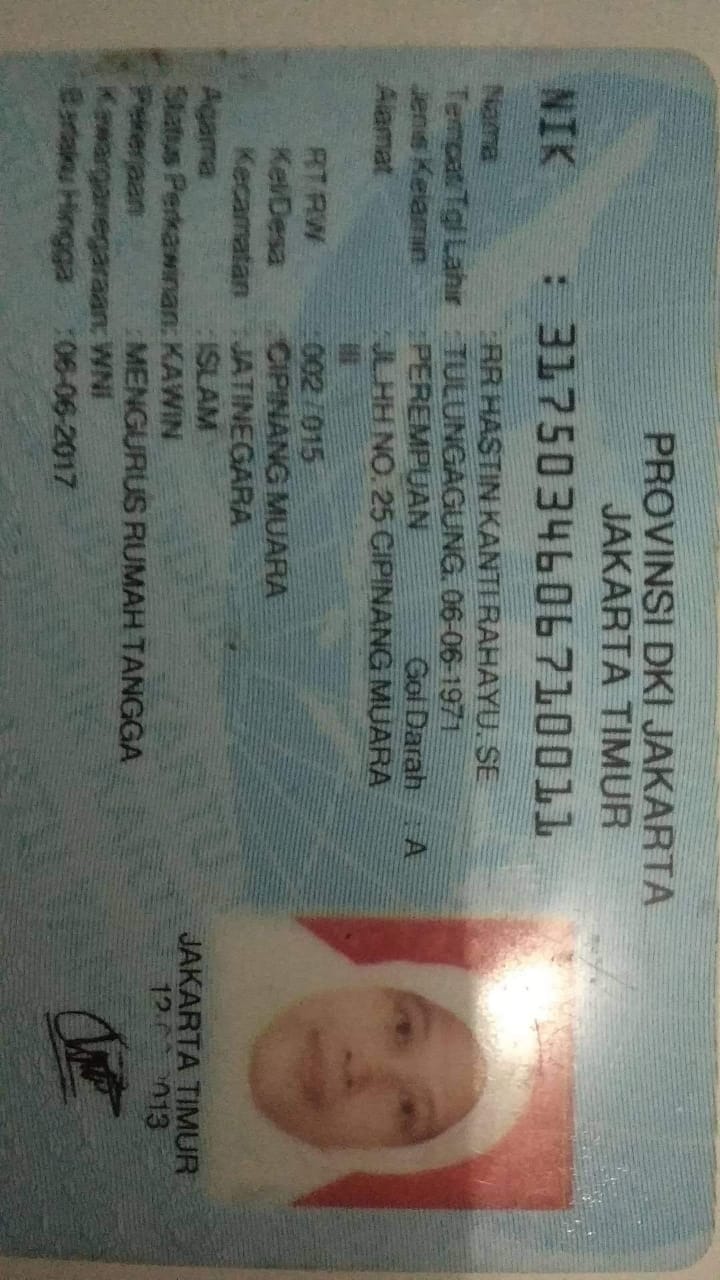 PROVINSI DKI JAKARTA
JAKARTA TIMUR
NIK : 3175034606710011
Nama : RR HASTIN KANTI RAHAYU. SE
Tempat/Tgl Lahir : TULUNGAGUNG. 06-06-1971
Jenis Kelamin : PEREMPUAN Gol Darah : A
Alamat : JL.HH NO. 25 CIPINANG MUARA
III
RT/RW : 002 / 015
Kel/Desa : CIPINANG MUARA
Kecamatan : JATINEGARA
Agama : ISLAM
Status Perkawinan: KAWIN
Pekerjaan : MENGURUS RUMAH TANGGA
Kewarganegaraan: WNI
Berlaku Hingga : 06-06-2017
JAKARTA TIMUR